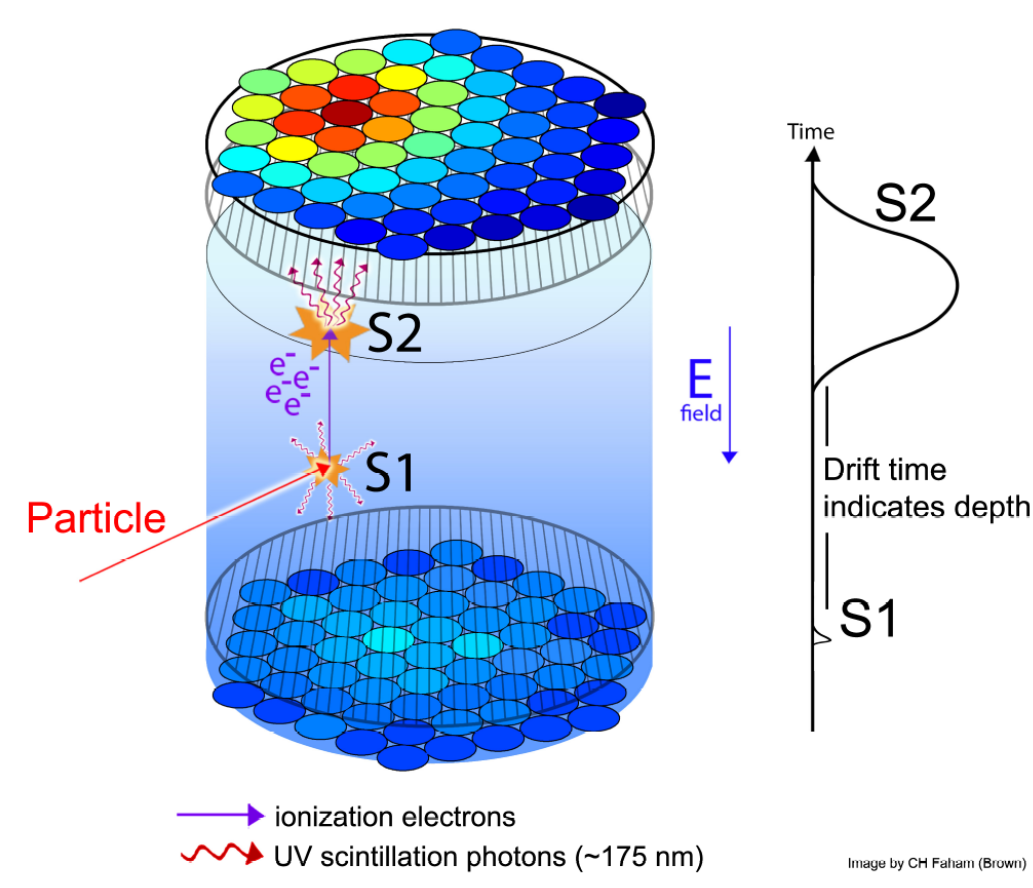 Time
S2
S2
E
field
e-
e-
e-
e-
S1
Drift time
indicates depth
Particle
S1
ionization electrons
UV scintillation photons (~175 nm)
Image by CH Faham (Brown)